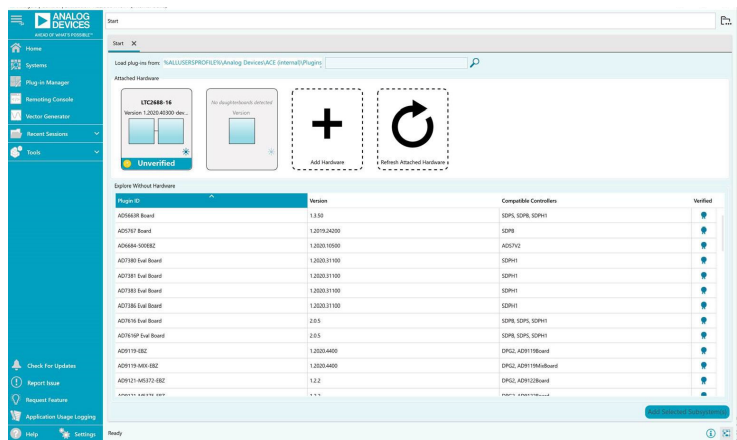 ANALOG
DEVICES
AHEAD OF WHAT'S POSSIBLE™
Home
Systems
Plug-in Manager
Remoting Console
Vector Generator
Recent Sessions
Tools
Check For Updates
Report Issue
Request Feature
Application Usage Logging
Help
Settings
Start
Start
Load plug-ins from: %ALLUSERSPROFILE%\Analog Devices\ACE (internal)\Plugins
Attached Hardware
LTC2688-16
Version 1.2020.40300-dev...
Unverified
No daughterboards detected
Version
Add Hardware
Refresh Attached Hardware
Explore Without Hardware
Plugin ID Version Compatible Controllers Verified
AD5663R Board 1.3.50 SDPS, SDPB, SDPH1
AD5767 Board 1.2019.24200 SDPB
AD6684-500EBZ 1.2020.10500 ADS7V2
AD7380 Eval Board 1.2020.31100 SDPH1
AD7381 Eval Board 1.2020.31100 SDPH1
AD7383 Eval Board 1.2020.31100 SDPH1
AD7386 Eval Board 1.2020.31100 SDPH1
AD7616 Eval Board 2.0.5 SDPB, SDPS, SDPH1
AD7616P Eval Board 2.0.5 SDPB, SDPS, SDPH1
AD9119-EBZ 1.2020.4400 DPG2, AD9119Board
AD9119-MIX-EBZ 1.2020.4400 DPG2, AD9119MixBoard
AD9121-M5372-EBZ 1.2.2 DPG2, AD9122Board
Add Selected Subsystem(s)
Ready